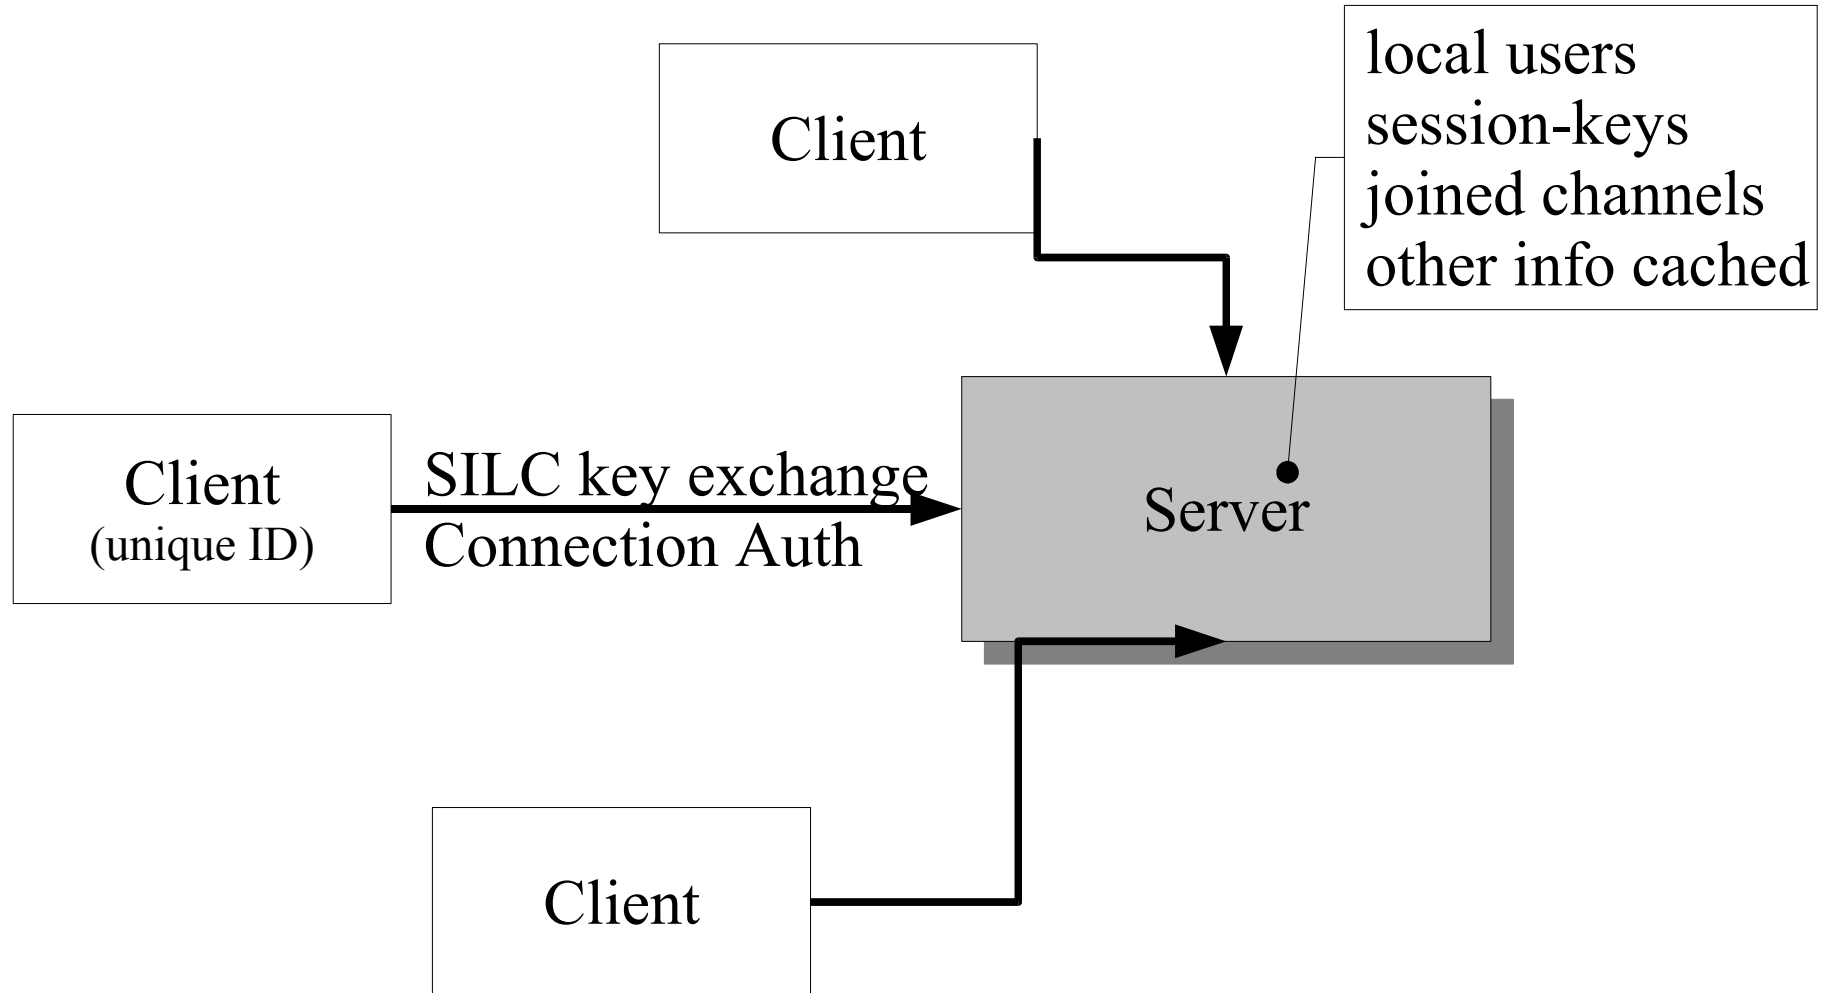 Client
local users
session-keys
joined channels
other info cached
Client
(unique ID)
SILC key exchange
Connection Auth
Server
Client